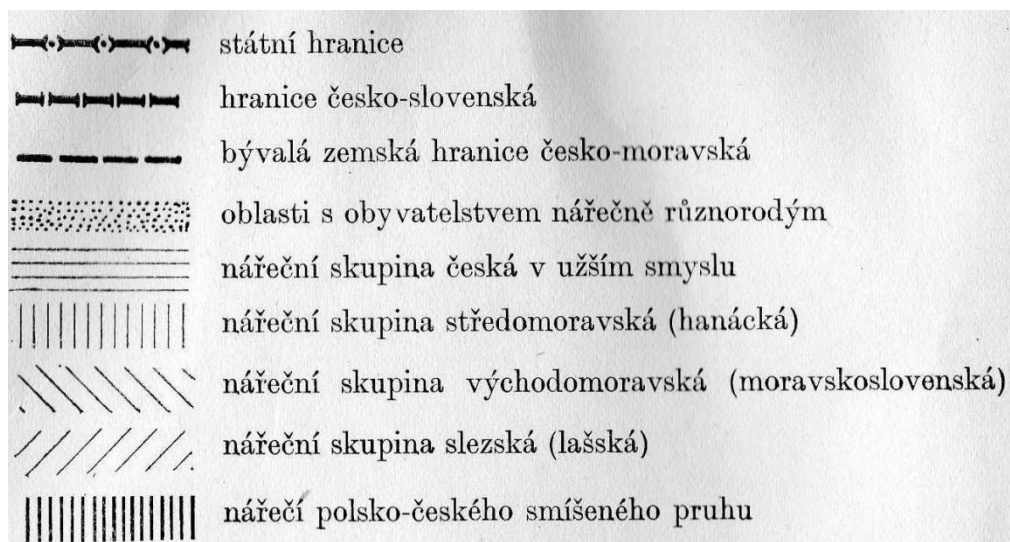 státní hranice
hranice česko-slovenská
bývalá zemská hranice česko-moravská
oblasti s obyvatelstvem nářečně různorodým
nářeční skupina česká v užším smyslu
nářeční skupina středomoravská (hanácká)
nářeční skupina východomoravská (moravskoslovenská)
nářeční skupina slezská (lašská)
nářečí polsko-českého smíšeného pruhu